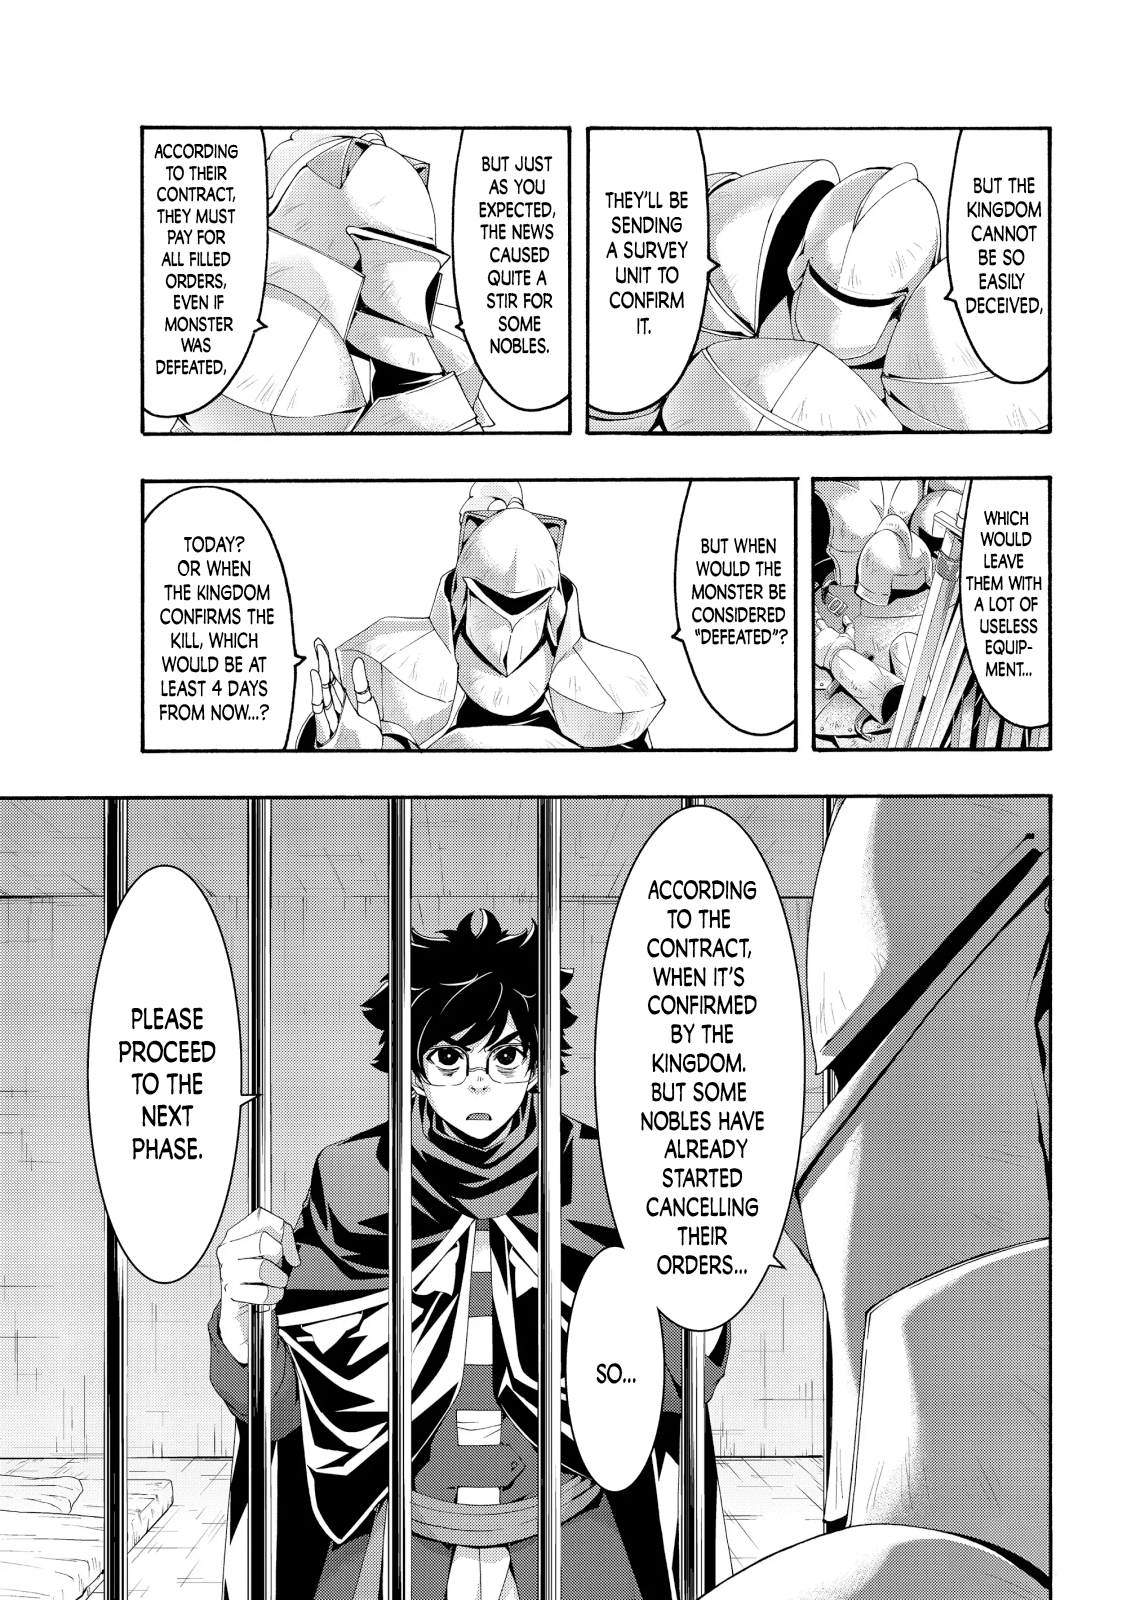 BUT THE
KINGDOM
CANNOT
BE SO
EASILY
DECEIVED,
THEY'LL BE
SENDING
A SURVEY
UNIT TO
CONFIRM
IT.
BUT JUST
AS YOU
EXPECTED,
THE NEWS
CAUSED
QUITE A
STIR FOR
SOME
NOBLES.
ACCORDING
TO THEIR
CONTRACT,
THEY MUST
PAY FOR
ALL FILLED
ORDERS,
EVEN IF
MONSTER
WAS
DEFEATED,
WHICH
WOULD
LEAVE
THEM WITH
A LOT OF
USELESS
EQUIP-
MENT...
BUT WHEN
WOULD THE
MONSTER BE
CONSIDERED
"DEFEATED"?
TODAY?
OR WHEN
THE KINGDOM
CONFIRMS THE
KILL, WHICH
WOULD BE AT
LEAST 4 DAYS
FROM NOW...?
ACCORDING
TO THE
CONTRACT,
WHEN IT'S
CONFIRMED
BY THE
KINGDOM.
BUT SOME
NOBLES HAVE
ALREADY
STARTED
CANCELLING
THEIR
ORDERS...
SO...
PLEASE
PROCEED
TO THE
NEXT
PHASE.